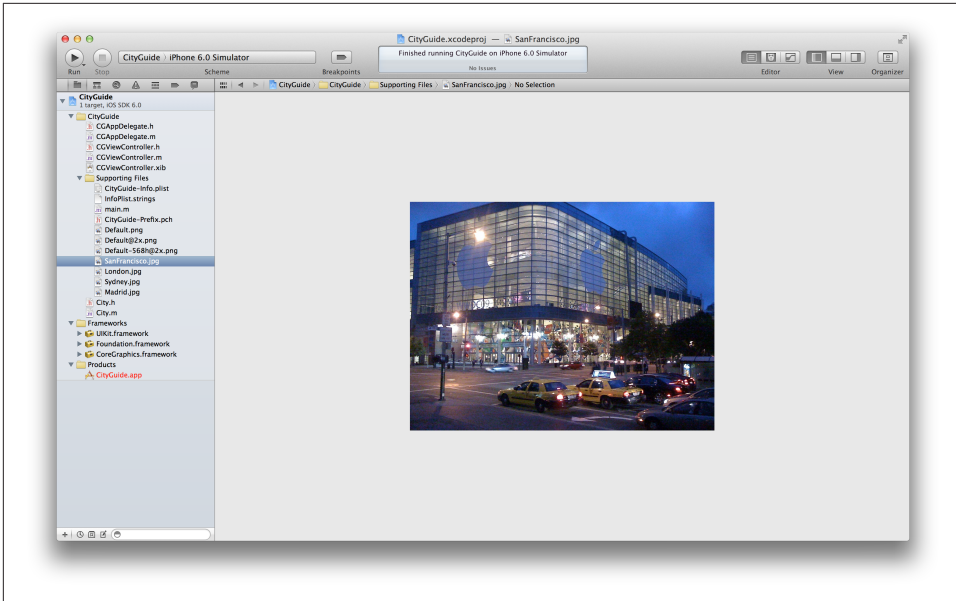 CityGuide.xcodeproj — SanFrancisco.jpg
CityGuide iPhone 6.0 Simulator
Finished running CityGuide on iPhone 6.0 Simulator
No Issues
Run Stop Scheme Breakpoints Editor View Organizer
CityGuide CityGuide Supporting Files SanFrancisco.jpg No Selection
CityGuide
1 target, iOS SDK 6.0
CityGuide
CGAppDelegate.h
CGAppDelegate.m
CGViewController.h
CGViewController.m
CGViewController.xib
Supporting Files
CityGuide-Info.plist
InfoPlist.strings
main.m
CityGuide-Prefix.pch
Default.png
Default@2x.png
Default-568h@2x.png
SanFrancisco.jpg
London.jpg
Sydney.jpg
Madrid.jpg
City.h
City.m
Frameworks
UIKit.framework
Foundation.framework
CoreGraphics.framework
Products
CityGuide.app